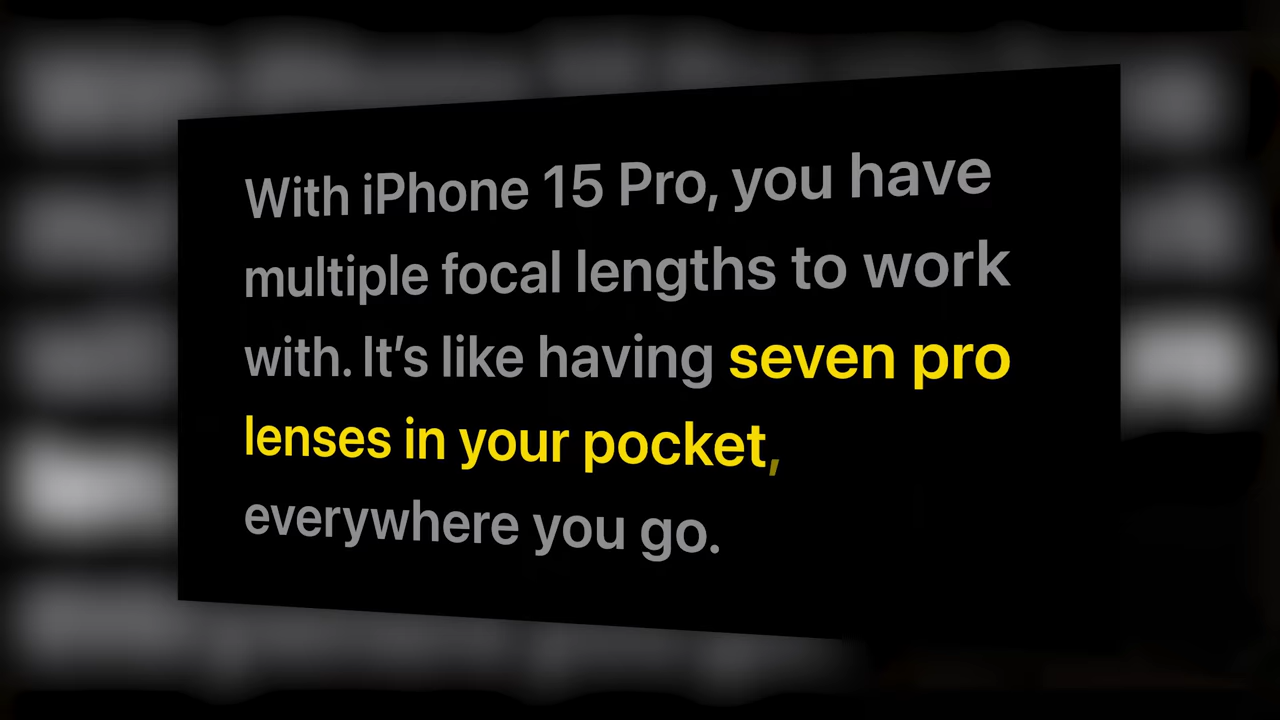 With iPhone 15 Pro, you have
multiple focal lengths to work
with. It’s like having seven pro
lenses in your pocket,
everywhere you go.